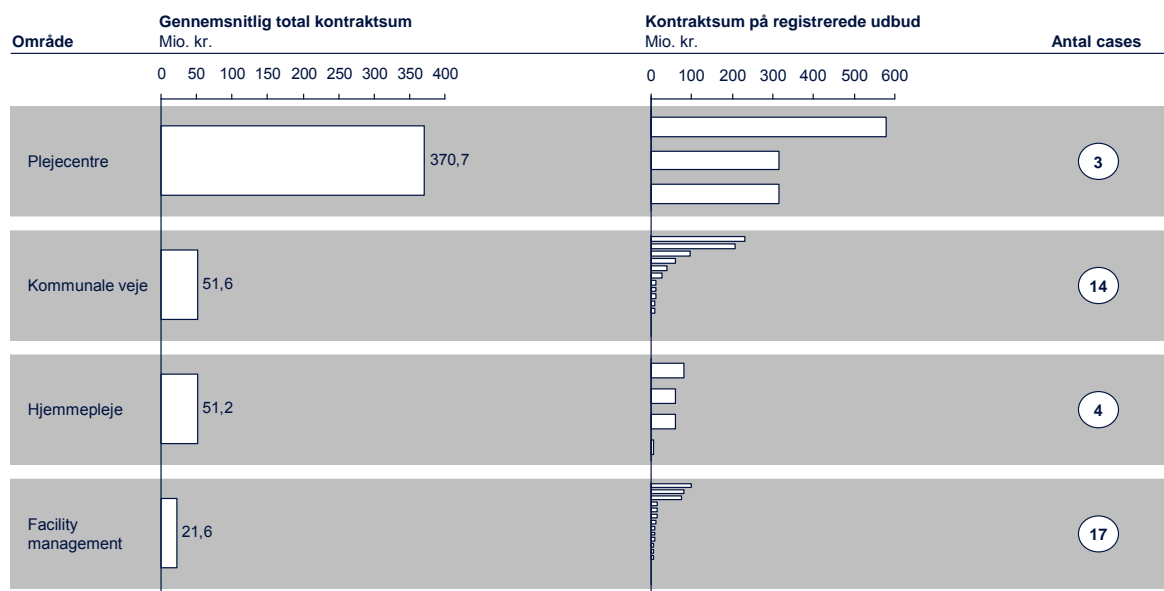 Gennemsnitlig total kontraktsum
Kontraktsum på registrerede udbud
Område
Mio. kr.
Mio. kr.
Antal cases
0 50 100 150 200 250 300 350 400
0 100 200 300 400 500 600
Plejecentre
370,7
3
Kommunale veje
51,6
14
Hjemmepleje
51,2
4
Facility
management
21,6
17